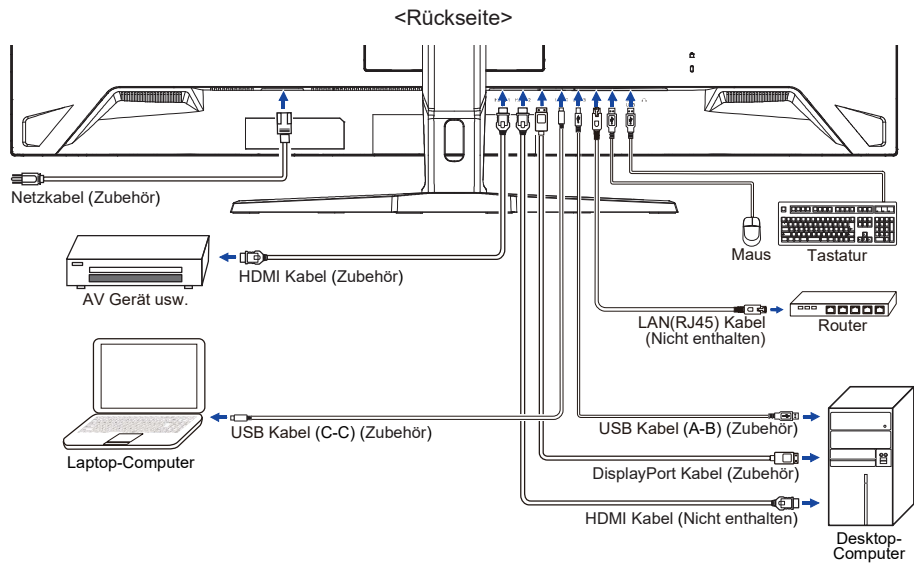 <Rückseite>
Netzkabel (Zubehör)
Maus
Tastatur
HDMI Kabel (Zubehör)
AV Gerät usw.
LAN(RJ45) Kabel
(Nicht enthalten)
Router
USB Kabel (C-C) (Zubehör)
Laptop-Computer
USB Kabel (A-B) (Zubehör)
DisplayPort Kabel (Zubehör)
HDMI Kabel (Nicht enthalten)
Desktop-
Computer